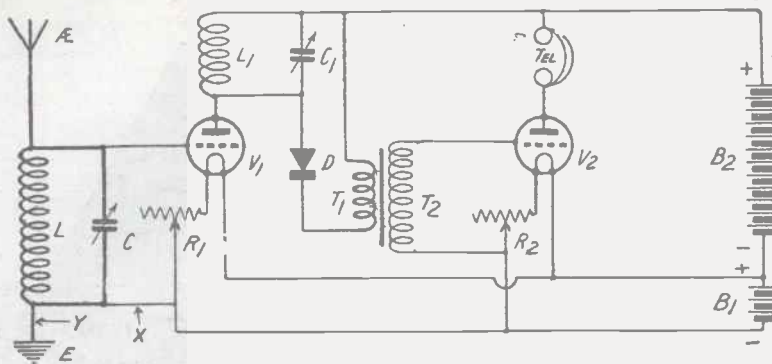 Æ
L
C
Y
X
E
L1
C1
V1
R1
D
T1
T2
TEL
V2
R2
+
B2
-
+
B1
-